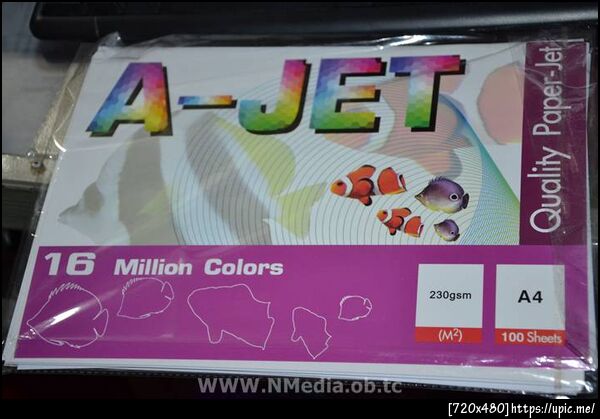 A-JET
Quality Paper-Jet
16 Million Colors
230gsm
(M²)
A4
100 Sheets
www.NMedia.ob.tc
[720x480]https://upic.me/